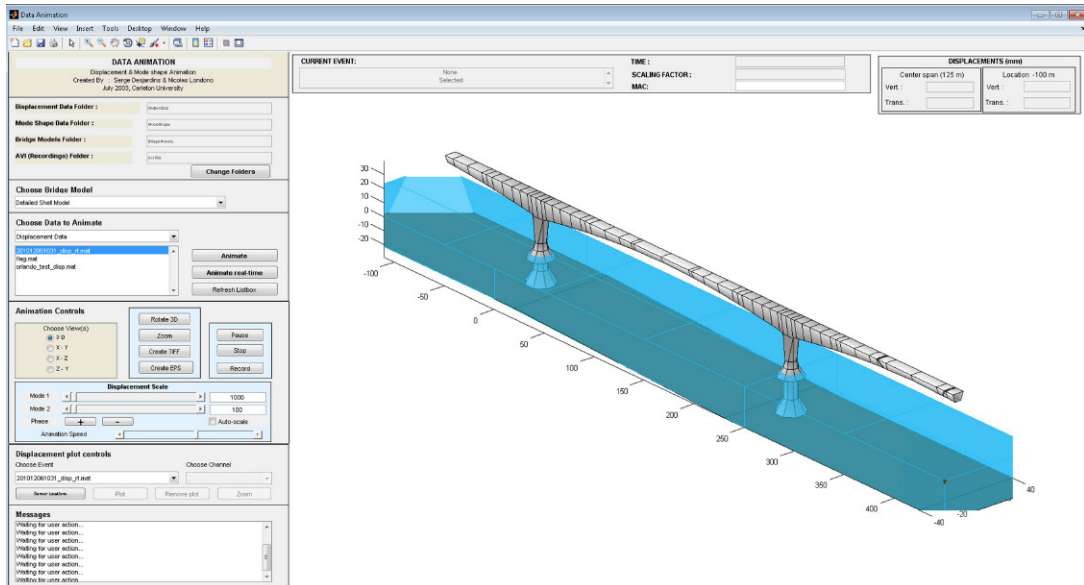 Data Animation
File Edit View Insert Tools Desktop Window Help
DATA ANIMATION
Displacement & Mode shape Animation
Created By : Serge Desjardins & Nicolas Londono
July 2003, Carleton University
Displacement Data Folder :
Mode Shape Data Folder :
Bridge Models Folder :
AVI (Recordings) Folder :
Change Folders
Choose Bridge Model
Detailed Shell Model
Choose Data to Animate
Displacement Data
201012061031_disp_rt.mat
orlando_test_disp.mat
Animate
Animate real-time
Refresh Listbox
Animation Controls
Choose View(s)
3 D
X - Y
X - Z
Z - Y
Rotate 3D
Zoom
Create TIFF
Create EPS
Pause
Stop
Record
Displacement Scale
Mode 1
1000
Mode 2
100
Phase
+
-
Auto-scale
Animation Speed
Displacement plot controls
Choose Event
Choose Channel
201012061031_disp_rt.mat
Sensor Locations
Plot
Remove plot
Zoom
Messages
Waiting for user action...
Waiting for user action...
Waiting for user action...
Waiting for user action...
Waiting for user action...
Waiting for user action...
Waiting for user action...
Waiting for user action...
CURRENT EVENT:
None
Selected
TIME :
SCALING FACTOR :
MAC:
DISPLACEMENTS (mm)
Center span (125 m)
Location -100 m
Vert. :
Vert. :
Trans. :
Trans. :
30
20
10
0
-10
-20
-100
-50
0
50
100
150
200
250
300
350
400
-40
-20
40